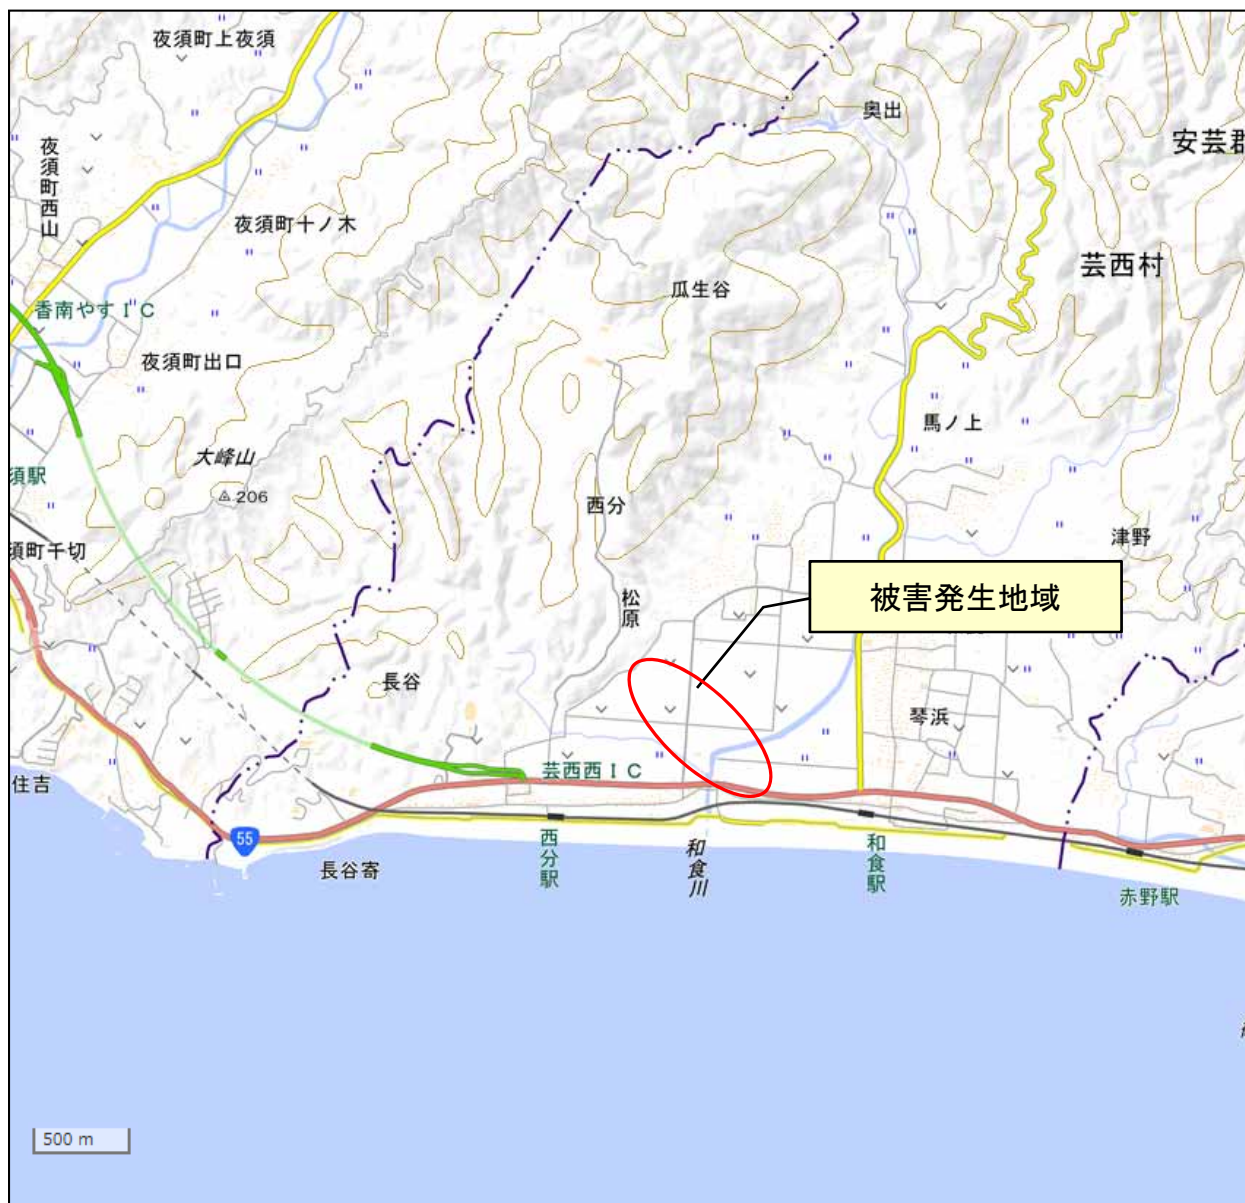 夜須町上夜須
奥出
安芸郡
夜須町西山
夜須町十ノ木
芸西村
瓜生谷
香南やすＩＣ
夜須町出口
馬ノ上
大峰山
須駅
206
西分
須町千切
津野
被害発生地域
松原
長谷
琴浜
住吉
芸西西ＩＣ
55
長谷寄
西分駅
和食川
和食駅
赤野駅
500 m